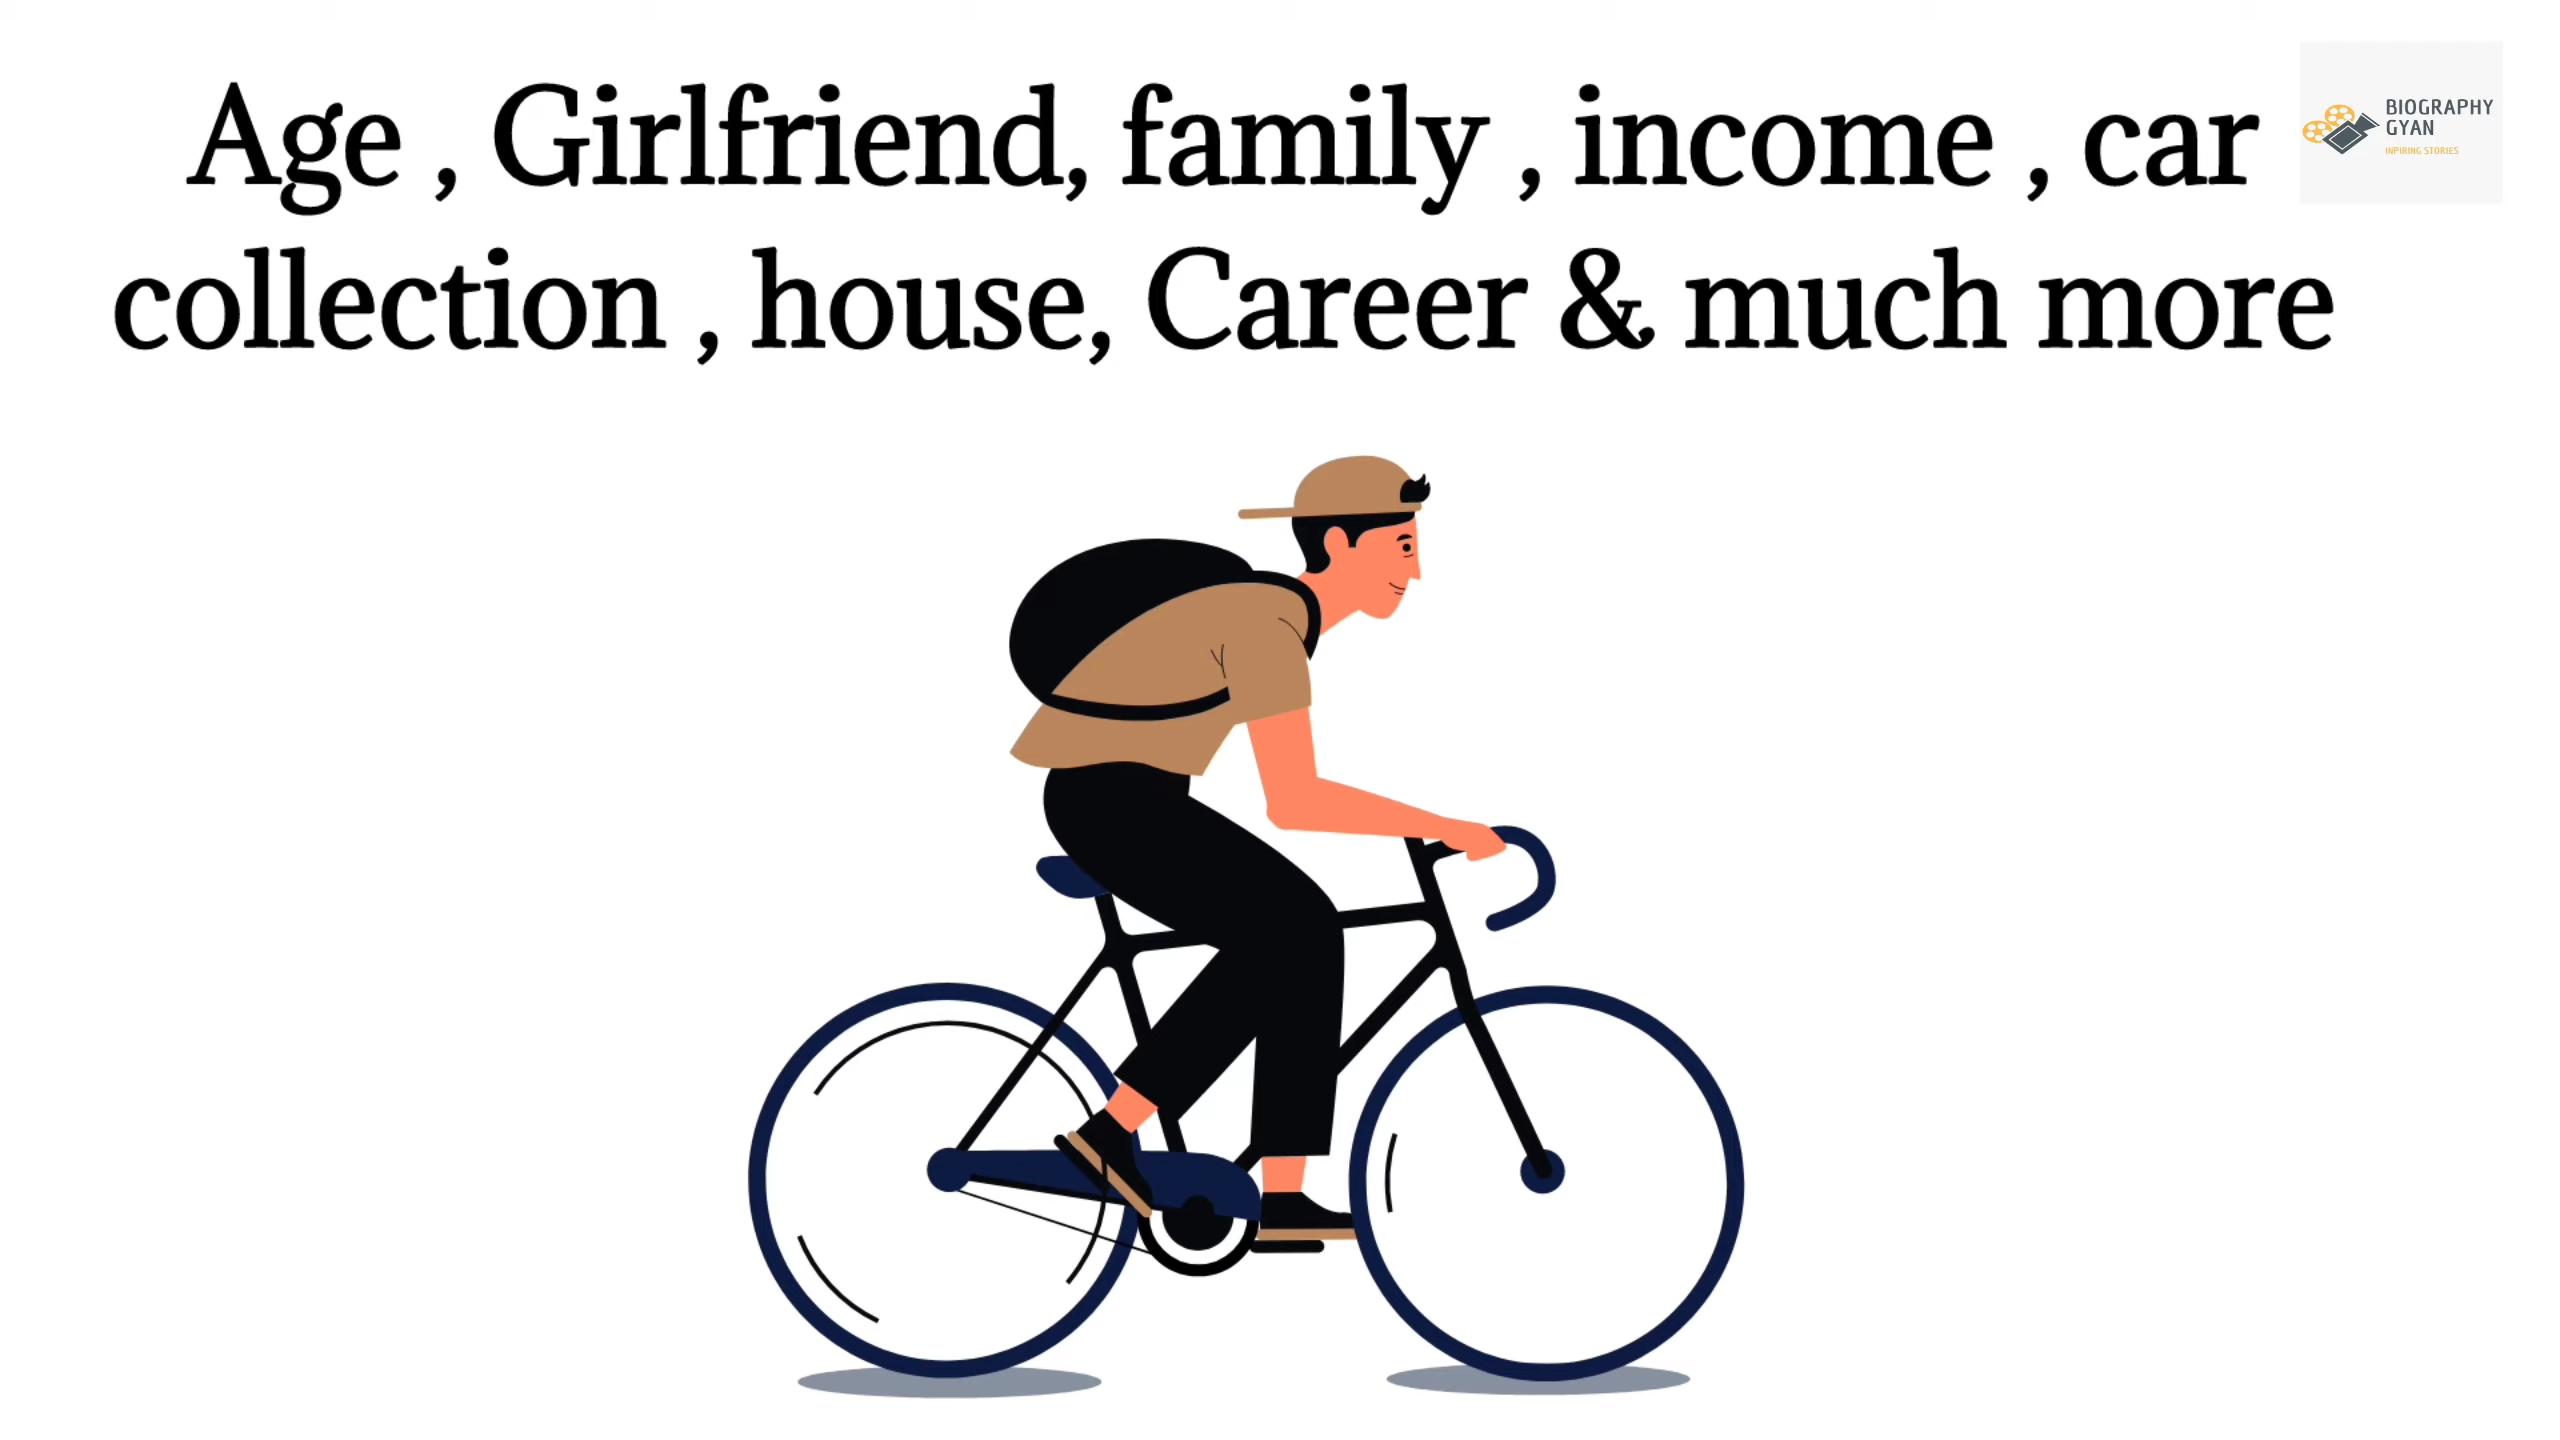 Age , Girlfriend, family , income , car
collection , house, Career & much more
BIOGRAPHY
GYAN
INPIRING STORIES